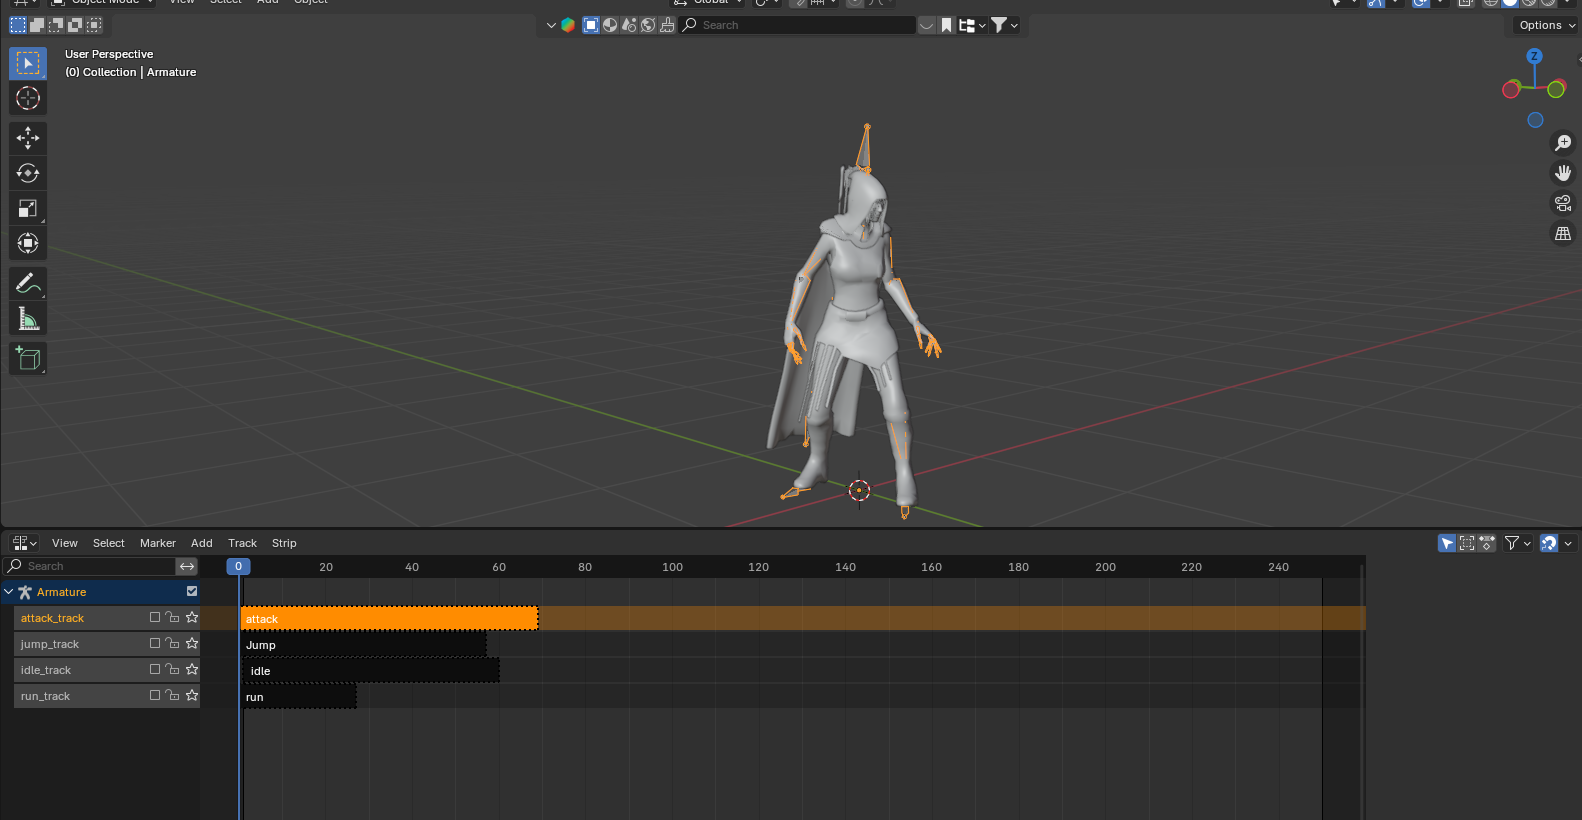 Object Mode View Select Add Object Global
Search Options
User Perspective
(0) Collection | Armature
Z
View Select Marker Add Track Strip
Search 0 20 40 60 80 100 120 140 160 180 200 220 240
Armature
attack_track attack
jump_track Jump
idle_track idle
run_track run